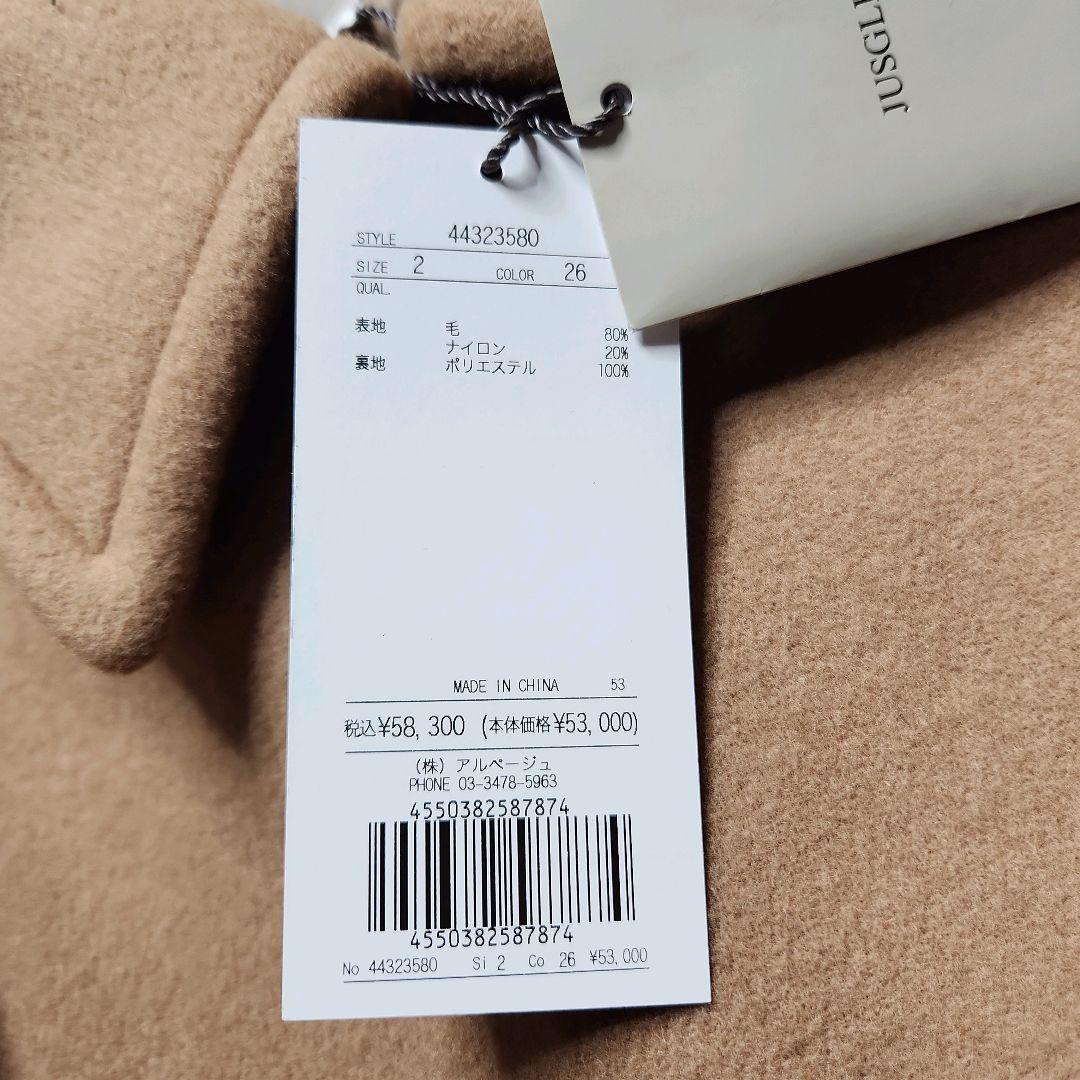 JUSGL
STYLE 44323580
SIZE 2 COLOR 26
QUAL.
表地 毛 80%
ナイロン 20%
裏地 ポリエステル 100%
MADE IN CHINA 53
税込¥58,300 (本体価格¥53,000)
(株) アルページュ
PHONE 03-3478-5963
4550382587874
4550382587874
No 44323580 Si 2 Co 26 ¥53,000